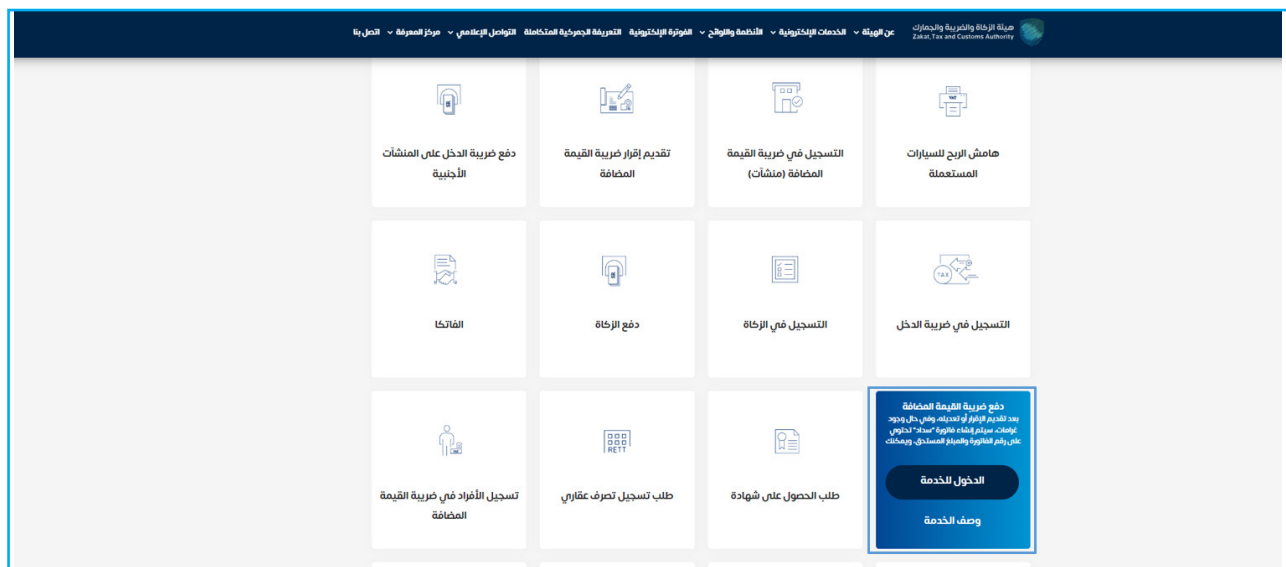 هيئة الزكاة والضريبة والجمارك
Zakat, Tax and Customs Authority
عن الهيئة الخدمات الإلكترونية الأنظمة واللوائح الفوترة الإلكترونية التعريفة الجمركية المتكاملة التواصل الإعلامي مركز المعرفة اتصل بنا
هامش الربح للسيارات
المستعملة
التسجيل في ضريبة القيمة
المضافة (منشآت)
تقديم إقرار ضريبة القيمة
المضافة
دفع ضريبة الدخل على المنشآت
الأجنبية
TAX
التسجيل في ضريبة الدخل
التسجيل في الزكاة
دفع الزكاة
الفاتكا
دفع ضريبة القيمة المضافة
بعد تقديم الإقرار أو تعديله، وفي حال وجود
غرامات، سيتم إنشاء فاتورة "سداد" تحتوي
على رقم الفاتورة والمبلغ المستحق، ويمكنك
الدخول للخدمة
وصف الخدمة
طلب الحصول على شهادة
RETT
طلب تسجيل تصرف عقاري
تسجيل الأفراد في ضريبة القيمة
المضافة